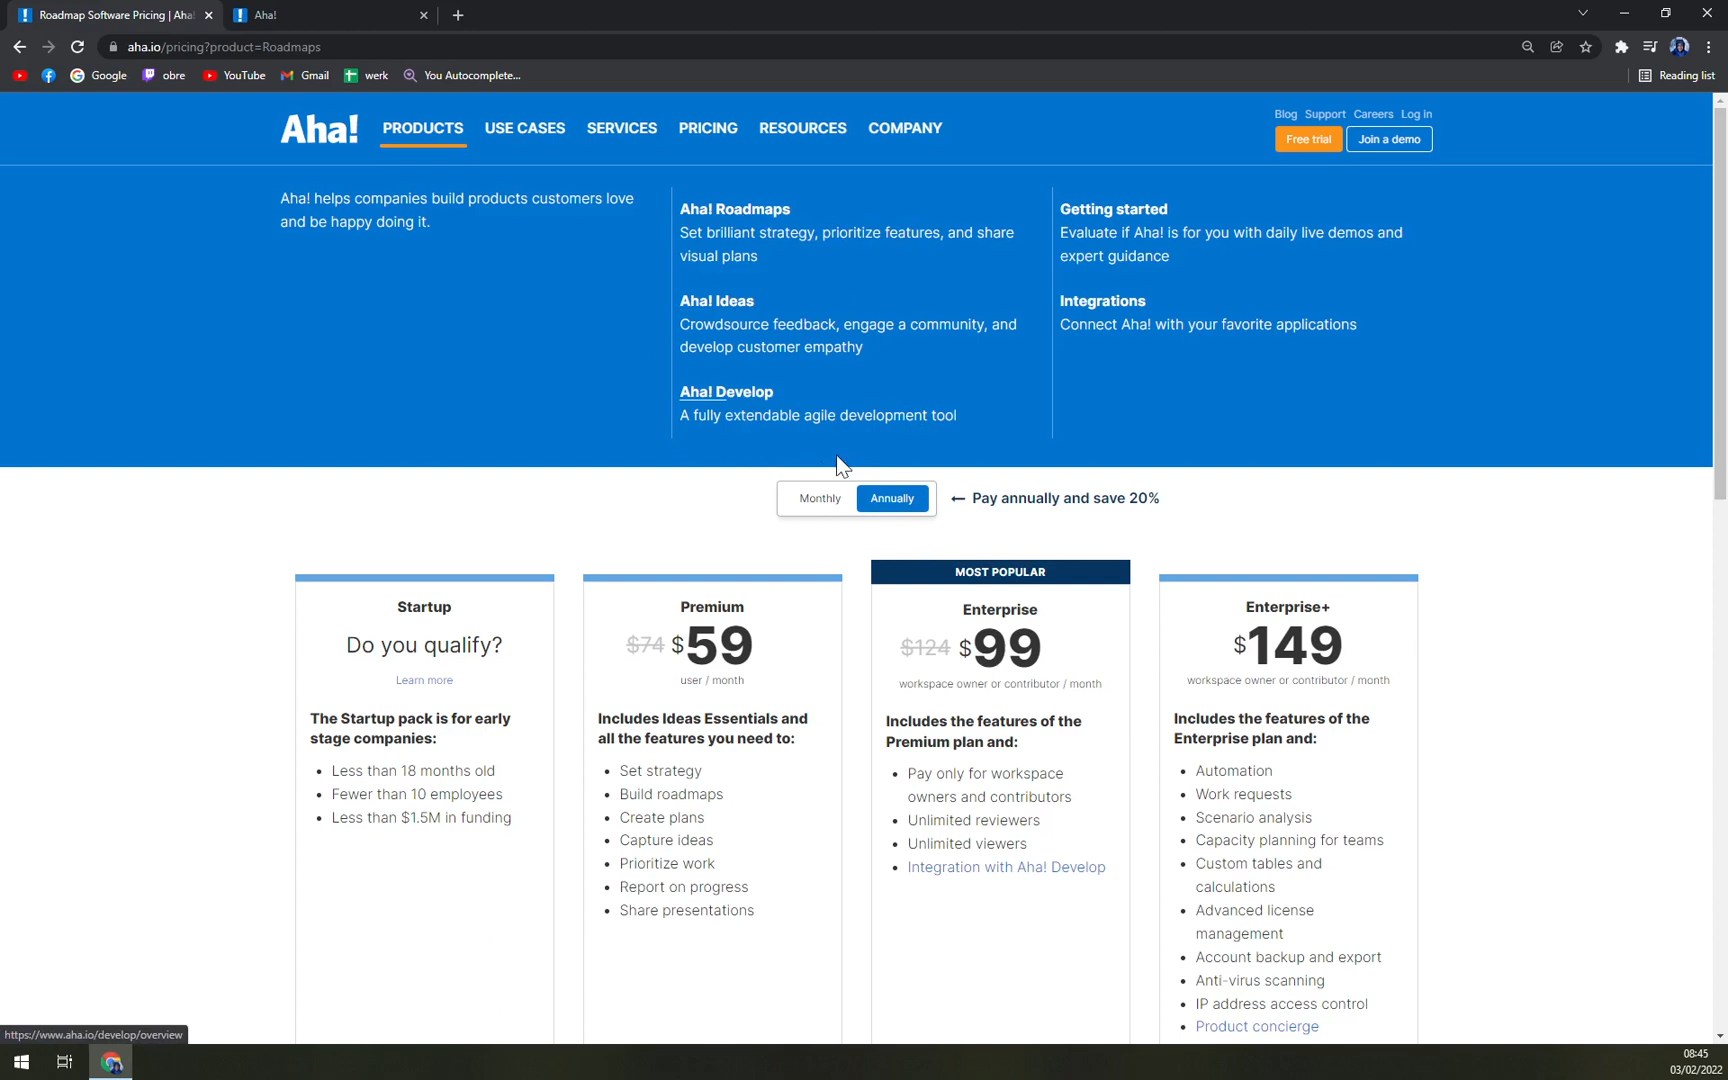 Roadmap Software Pricing | Aha!
Aha!
aha.io/pricing?product=Roadmaps
Google
obre
YouTube
Gmail
werk
You Autocomplete...
Reading list
Aha!
PRODUCTS
USE CASES
SERVICES
PRICING
RESOURCES
COMPANY
Blog
Support
Careers
Log in
Free trial
Join a demo
Aha! helps companies build products customers love
and be happy doing it.
Aha! Roadmaps
Set brilliant strategy, prioritize features, and share
visual plans
Aha! Ideas
Crowdsource feedback, engage a community, and
develop customer empathy
Aha! Develop
A fully extendable agile development tool
Getting started
Evaluate if Aha! is for you with daily live demos and
expert guidance
Integrations
Connect Aha! with your favorite applications
Monthly
Annually
← Pay annually and save 20%
Startup
Do you qualify?
Learn more
The Startup pack is for early
stage companies:
• Less than 18 months old
• Fewer than 10 employees
• Less than $1.5M in funding
Premium
$74 $59
user / month
Includes Ideas Essentials and
all the features you need to:
• Set strategy
• Build roadmaps
• Create plans
• Capture ideas
• Prioritize work
• Report on progress
• Share presentations
MOST POPULAR
Enterprise
$124 $99
workspace owner or contributor / month
Includes the features of the
Premium plan and:
• Pay only for workspace
owners and contributors
• Unlimited reviewers
• Unlimited viewers
• Integration with Aha! Develop
Enterprise+
$149
workspace owner or contributor / month
Includes the features of the
Enterprise plan and:
• Automation
• Work requests
• Scenario analysis
• Capacity planning for teams
• Custom tables and
calculations
• Advanced license
management
• Account backup and export
• Anti-virus scanning
• IP address access control
• Product concierge
https://www.aha.io/develop/overview
08:45
03/02/2022